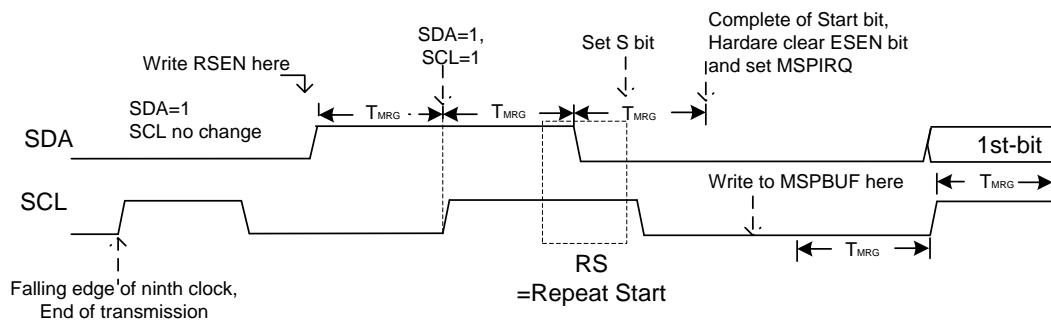 Complete of Start bit,
Hardare clear ESEN bit
and set MSPIRQ
SDA=1,
SCL=1
Set S bit
Write RSEN here
SDA=1
SCL no change
TMRG
TMRG
TMRG
SDA
1st-bit
Write to MSPBUF here
TMRG
SCL
TMRG
RS
=Repeat Start
Falling edge of ninth clock,
End of transmission